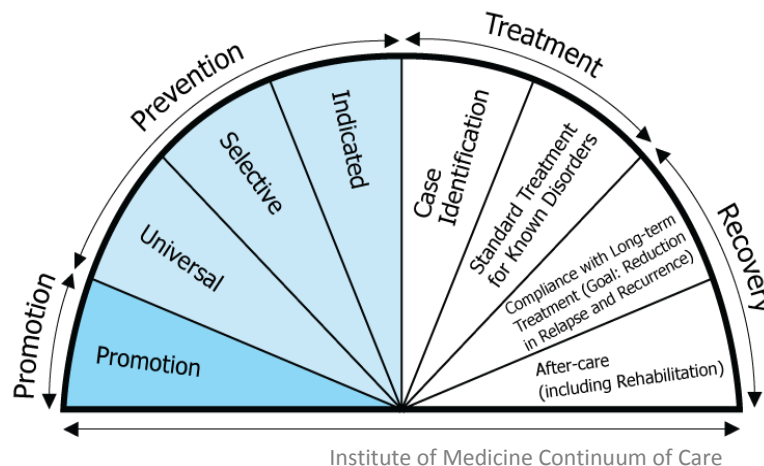 Promotion
Prevention
Treatment
Recovery
Promotion
Universal
Selective
Indicated
Case
Identification
Standard Treatment
for Known Disorders
Compliance with Long-term
Treatment (Goal: Reduction
in Relapse and Recurrence)
After-care
(including Rehabilitation)
Institute of Medicine Continuum of Care